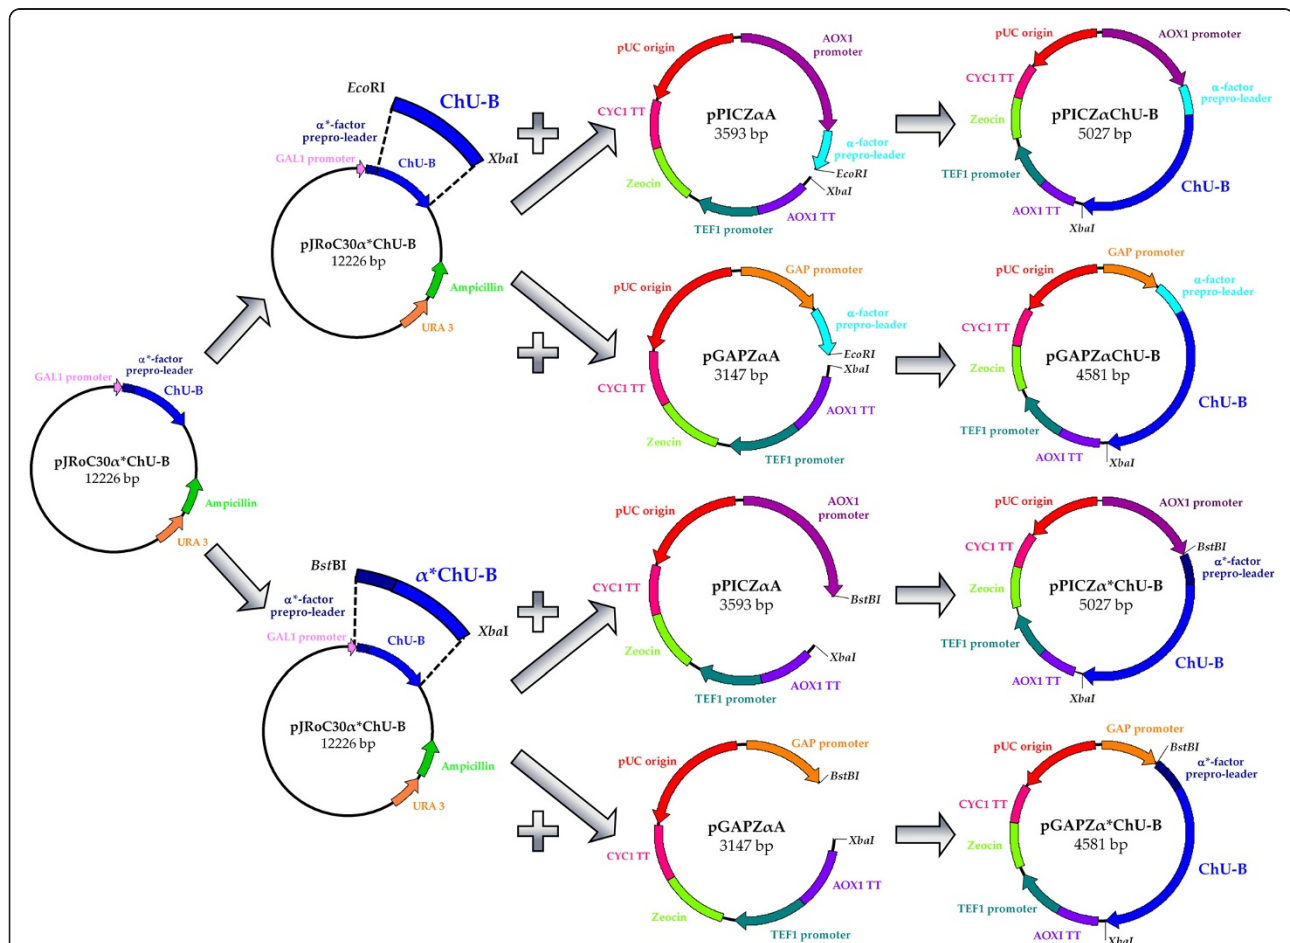 EcoRI
ChU-B
α*-factor
prepro-leader
GAL1 promoter
ChU-B
XbaI
pJRoC30α*ChU-B
12226 bp
Ampicillin
URA 3
pUC origin
AOX1
promoter
CYC1 TT
pPICZαA
3593 bp
α-factor
prepro-leader
Zeocin
EcoRI
XbaI
AOX1 TT
TEF1 promoter
pUC origin
AOX1 promoter
CYC1 TT
α-factor
prepro-leader
pPICZαChU-B
5027 bp
Zeocin
TEF1 promoter
ChU-B
AOX1 TT
XbaI
GAP promoter
pUC origin
α-factor
prepro-leader
pGAPZαA
3147 bp
EcoRI
XbaI
CYC1 TT
AOX1 TT
Zeocin
TEF1 promoter
GAP promoter
pUC origin
α-factor
prepro-leader
CYC1 TT
pGAPZαChU-B
4581 bp
Zeocin
ChU-B
TEF1 promoter
AOXI TT
XbaI
α*-factor
prepro-leader
GAL1 promoter
ChU-B
pJRoC30α*ChU-B
12226 bp
Ampicillin
URA 3
BstBI
α*ChU-B
α*-factor
prepro-leader
XbaI
GAL1 promoter
ChU-B
pJRoC30α*ChU-B
12226 bp
Ampicillin
URA 3
AOX1
promoter
pUC origin
CYC1 TT
pPICZαA
3593 bp
BstBI
Zeocin
XbaI
AOX1 TT
TEF1 promoter
pUC origin
AOX1 promoter
BstBI
CYC1 TT
α*-factor
prepro-leader
pPICZα*ChU-B
5027 bp
Zeocin
TEF1 promoter
ChU-B
AOX1 TT
XbaI
GAP promoter
pUC origin
BstBI
pGAPZαA
3147 bp
XbaI
CYC1 TT
AOX1 TT
Zeocin
TEF1 promoter
GAP promoter
pUC origin
BstBI
α*-factor
prepro-leader
CYC1 TT
pGAPZα*ChU-B
4581 bp
Zeocin
ChU-B
TEF1 promoter
AOXI TT
XbaI